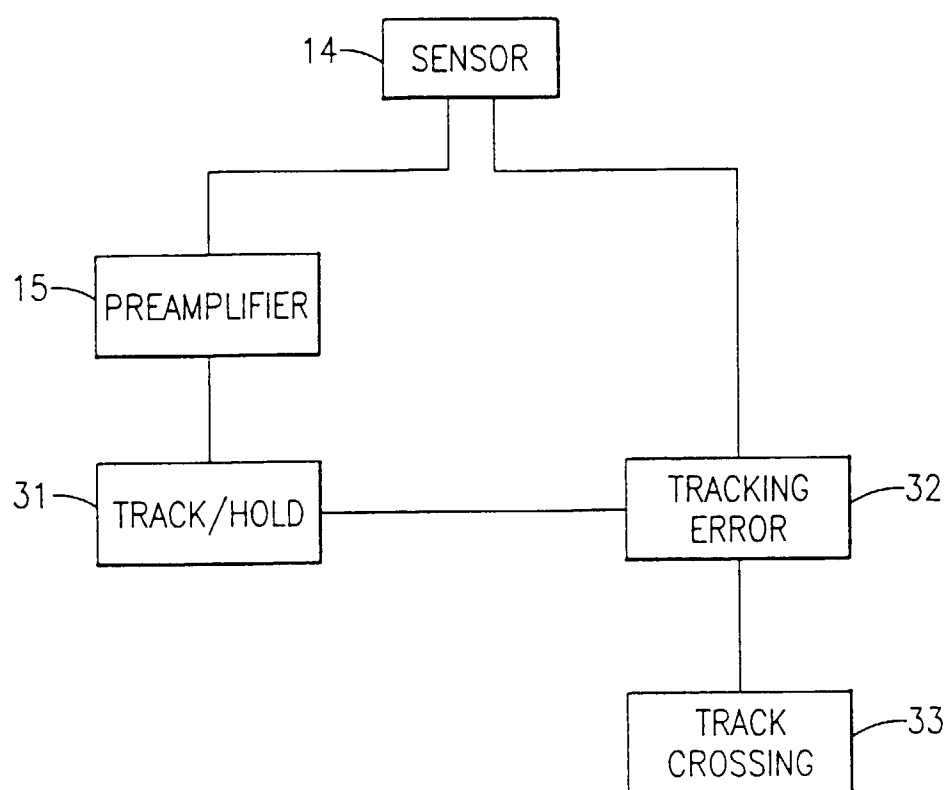 14
SENSOR
15
PREAMPLIFIER
31
TRACK/HOLD
TRACKING
ERROR
32
TRACK
CROSSING
33